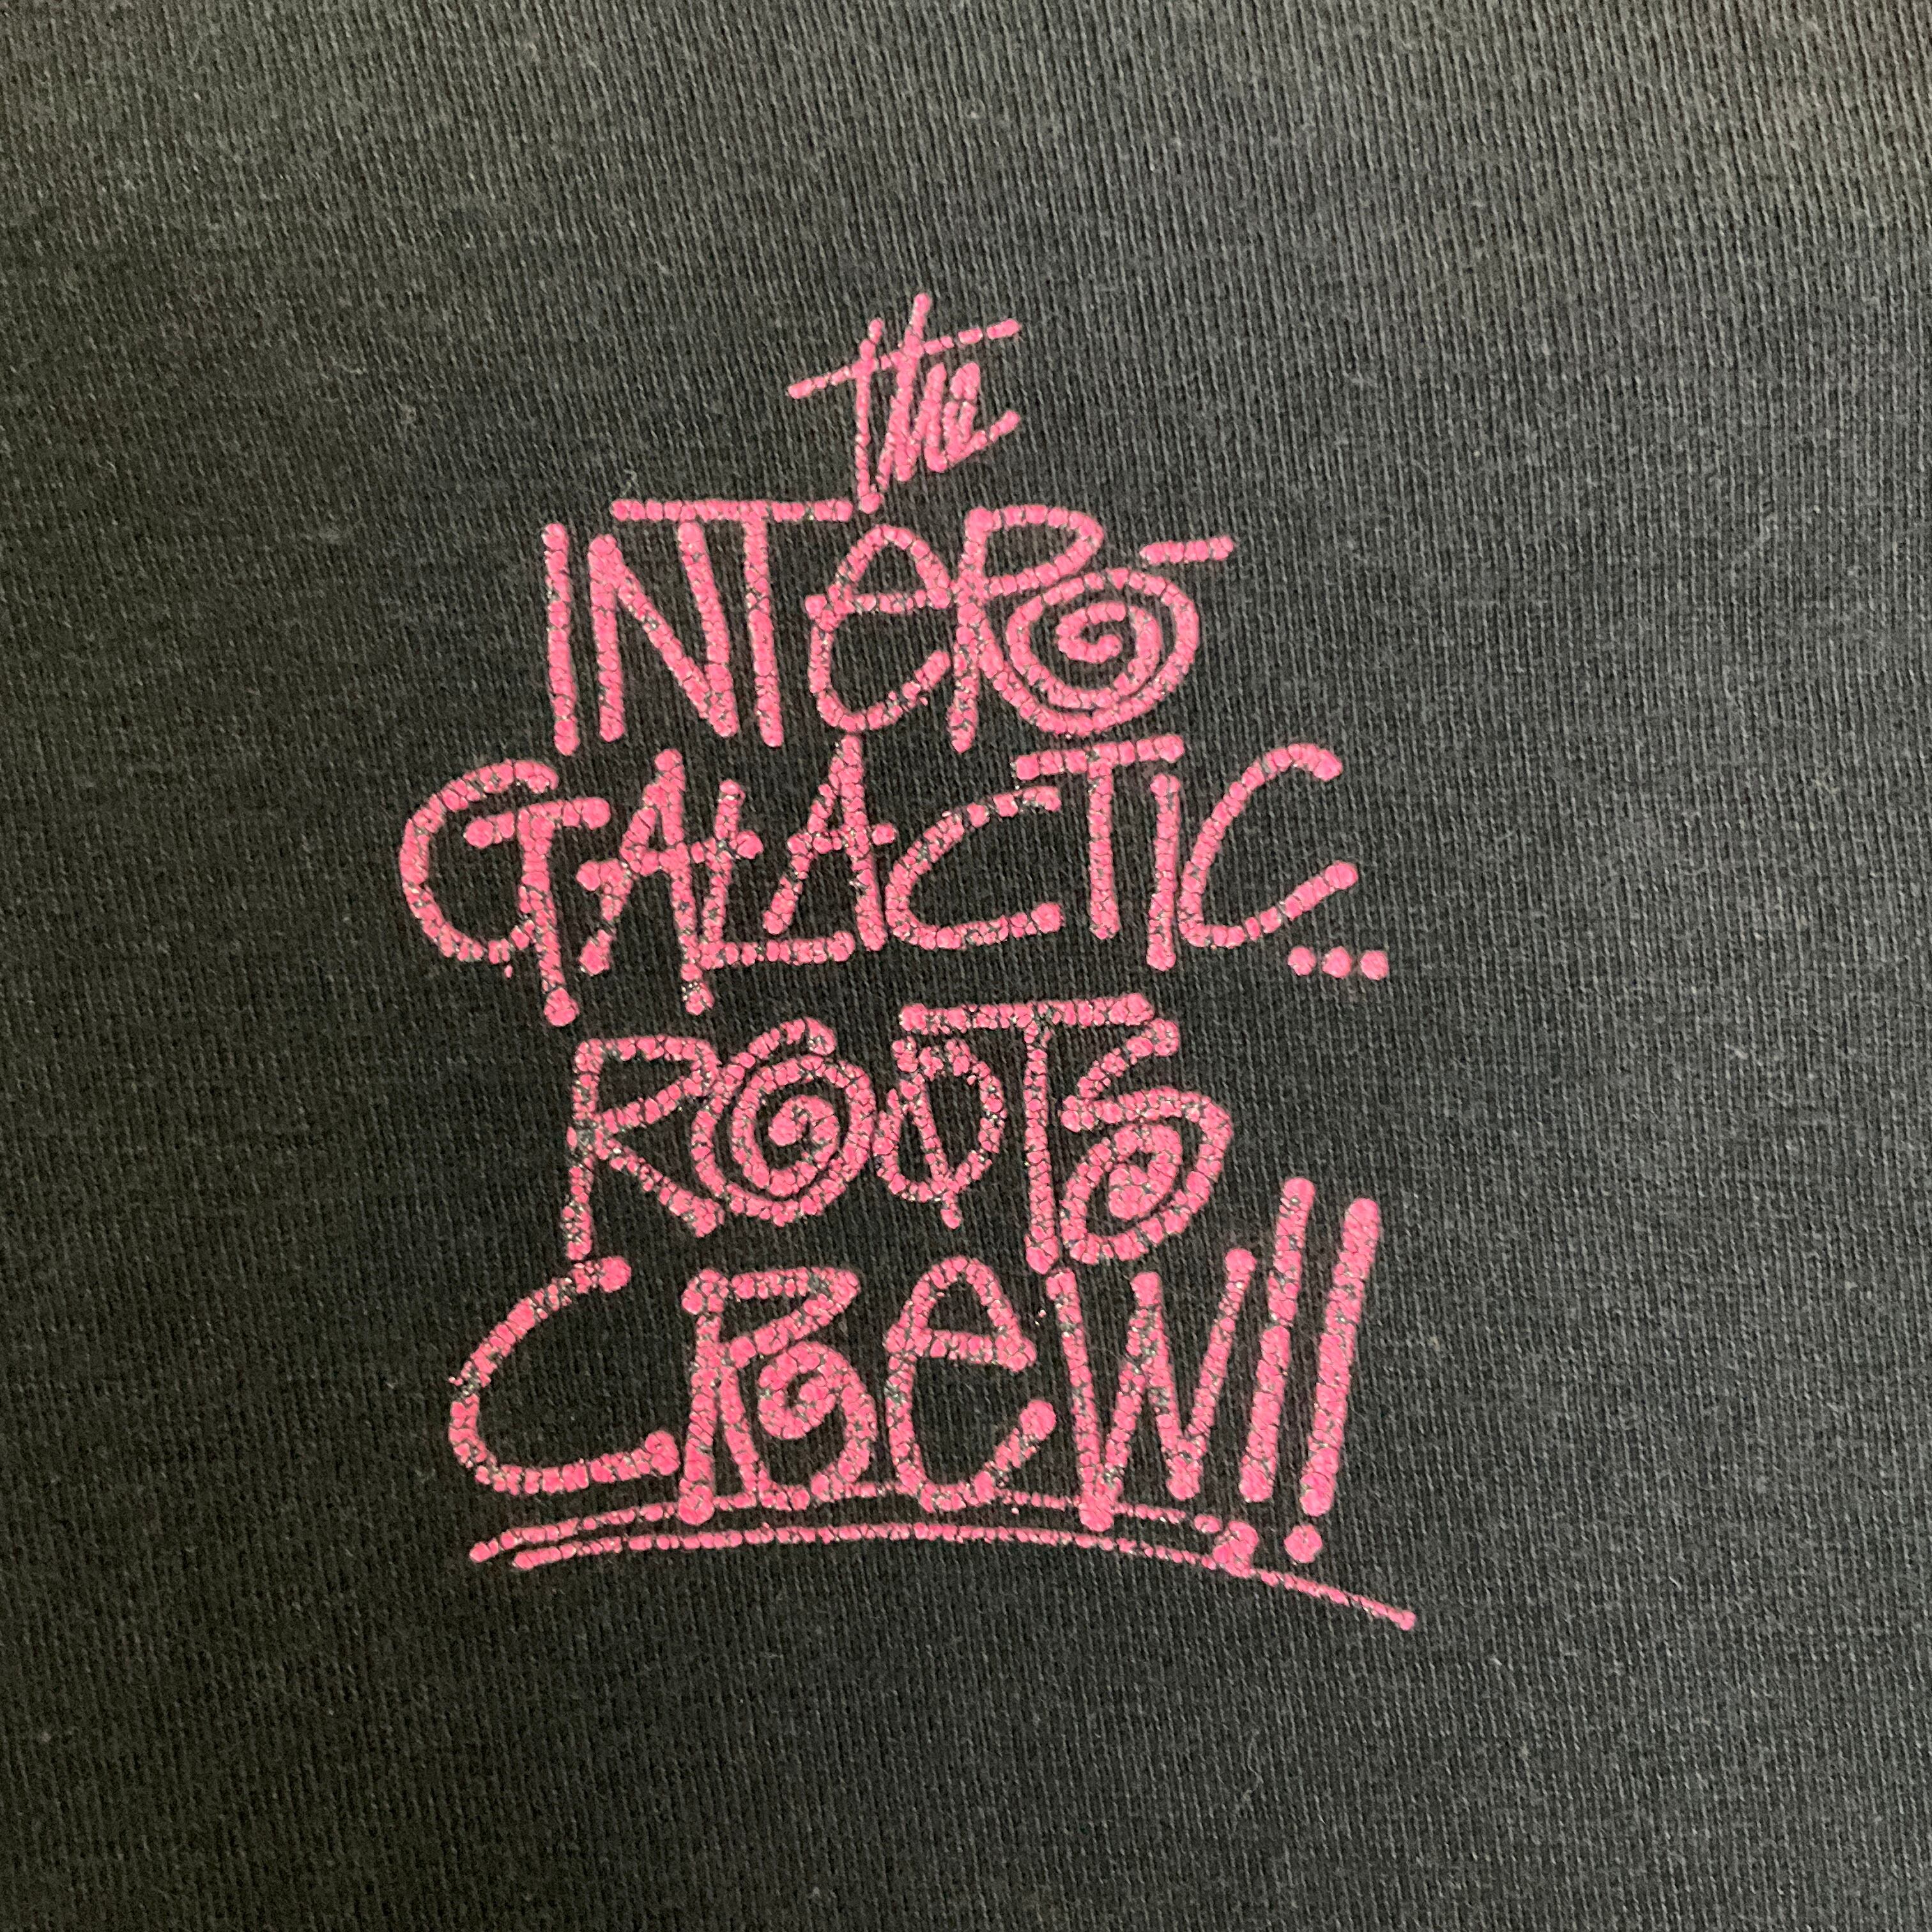 the
INTeR-
GALACTIC...
ROOTS
CReW!!